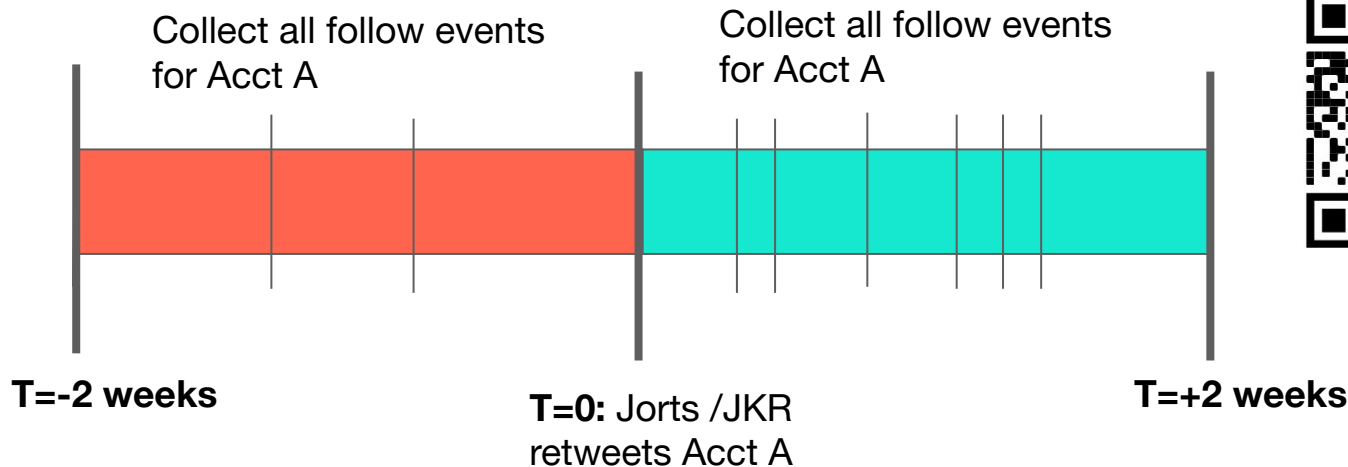 Collect all follow events
for Acct A
Collect all follow events
for Acct A
T=-2 weeks
T=0: Jorts /JKR
retweets Acct A
T=+2 weeks